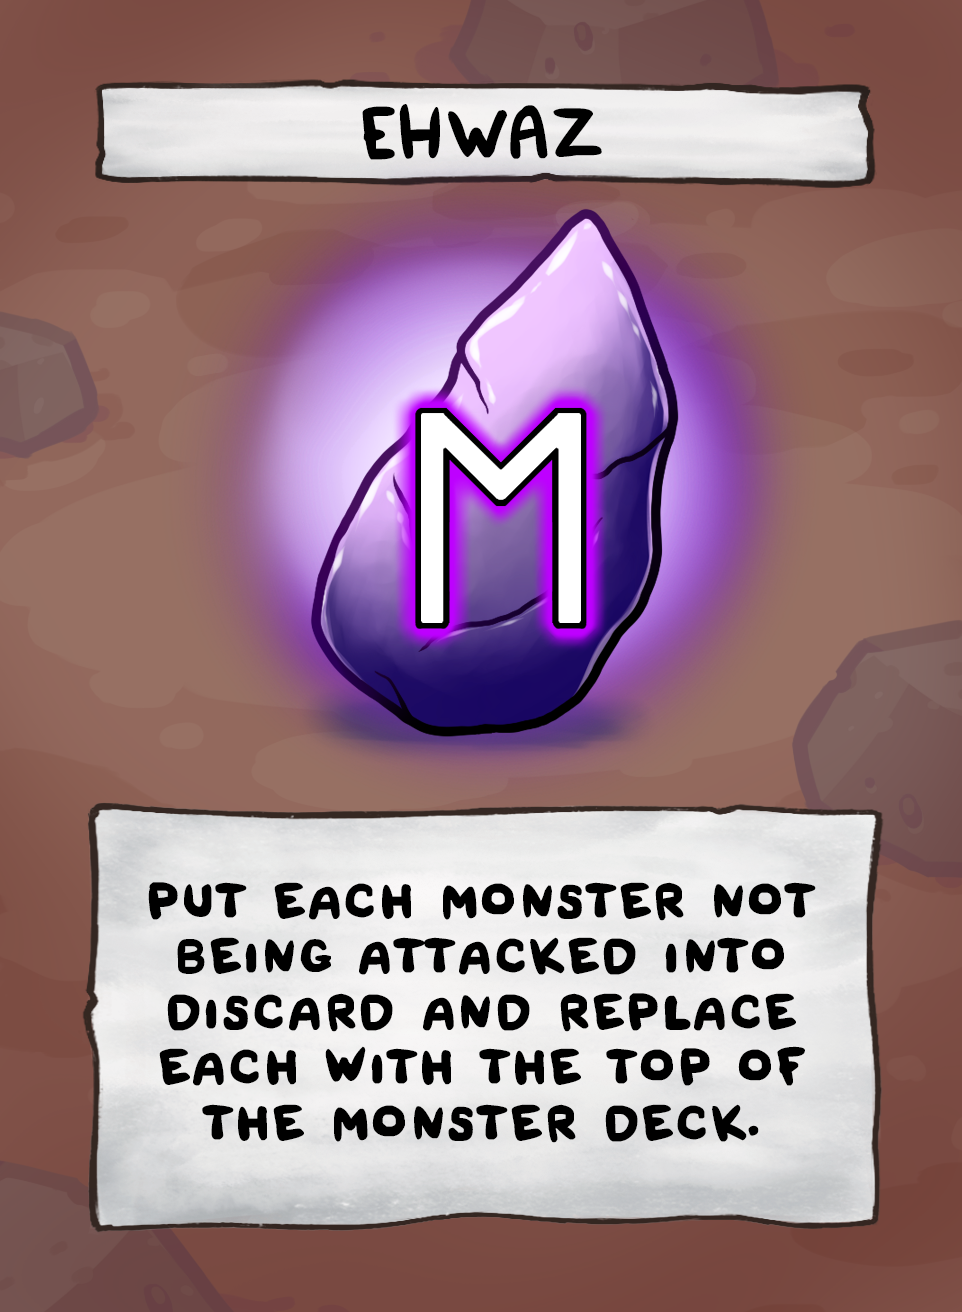 EHWAZ
ᛖ
PUT EACH MONSTER NOT
BEING ATTACKED INTO
DISCARD AND REPLACE
EACH WITH THE TOP OF
THE MONSTER DECK.